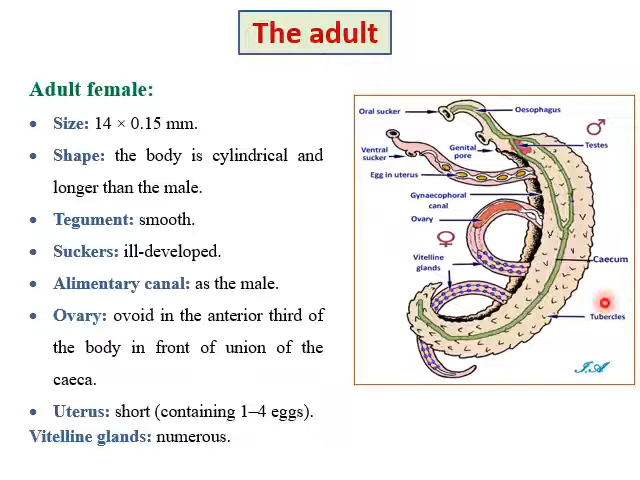 The adult
Adult female:
• Size: 14 × 0.15 mm.
• Shape: the body is cylindrical and
longer than the male.
• Tegument: smooth.
• Suckers: ill-developed.
• Alimentary canal: as the male.
• Ovary: ovoid in the anterior third of
the body in front of union of the
caeca.
• Uterus: short (containing 1–4 eggs).
Vitelline glands: numerous.
Oral sucker
Oesophagus
Ventral
sucker
Genital
pore
Testes
Egg in uterus
Gynaecophoral
canal
Ovary
Vitelline
glands
Caecum
Tubercles
I.A